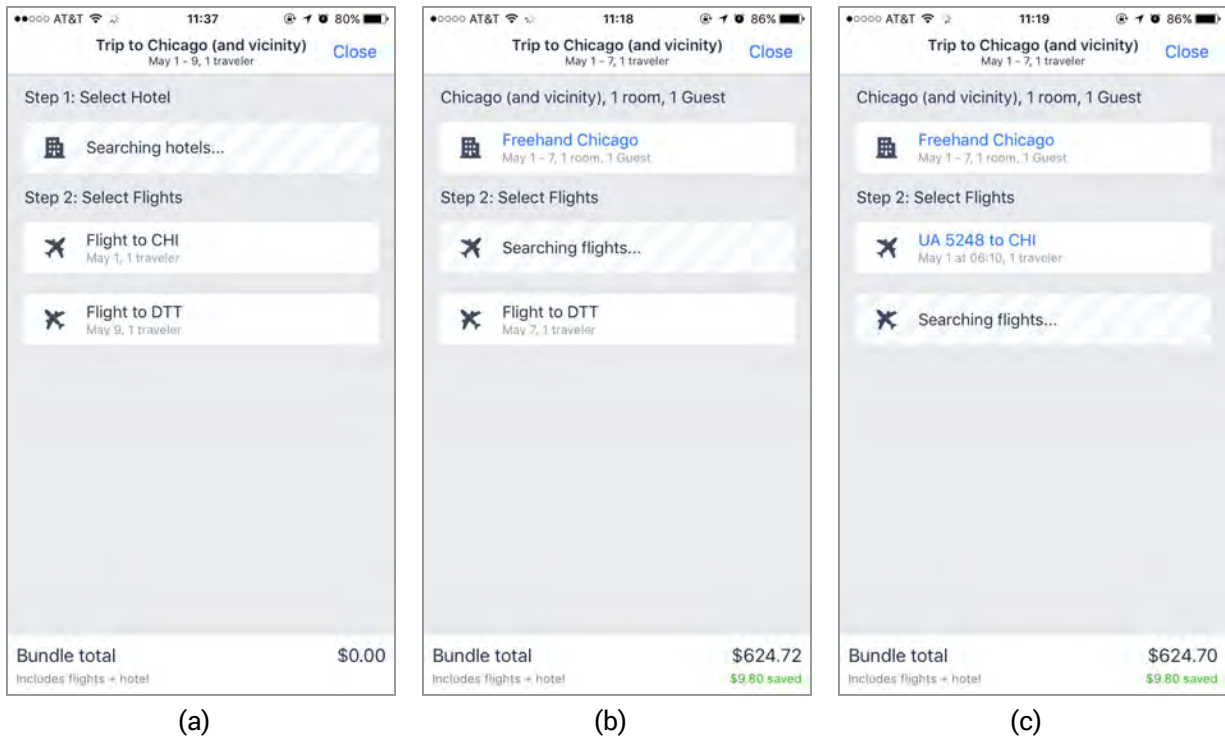 AT&T 11:37 80%
Trip to Chicago (and vicinity)
May 1 - 9, 1 traveler
Close
Step 1: Select Hotel
Searching hotels...
Step 2: Select Flights
Flight to CHI
May 1, 1 traveler
Flight to DTT
May 9, 1 traveler
Bundle total $0.00
Includes flights + hotel
(a)
AT&T 11:18 86%
Trip to Chicago (and vicinity)
May 1 - 7, 1 traveler
Close
Chicago (and vicinity), 1 room, 1 Guest
Freehand Chicago
May 1 - 7, 1 room, 1 Guest
Step 2: Select Flights
Searching flights...
Flight to DTT
May 7, 1 traveler
Bundle total $624.72
Includes flights + hotel $9.80 saved
(b)
AT&T 11:19 86%
Trip to Chicago (and vicinity)
May 1 - 7, 1 traveler
Close
Chicago (and vicinity), 1 room, 1 Guest
Freehand Chicago
May 1 - 7, 1 room, 1 Guest
Step 2: Select Flights
UA 5248 to CHI
May 1 at 06:10, 1 traveler
Searching flights...
Bundle total $624.70
Includes flights + hotel $9.80 saved
(c)